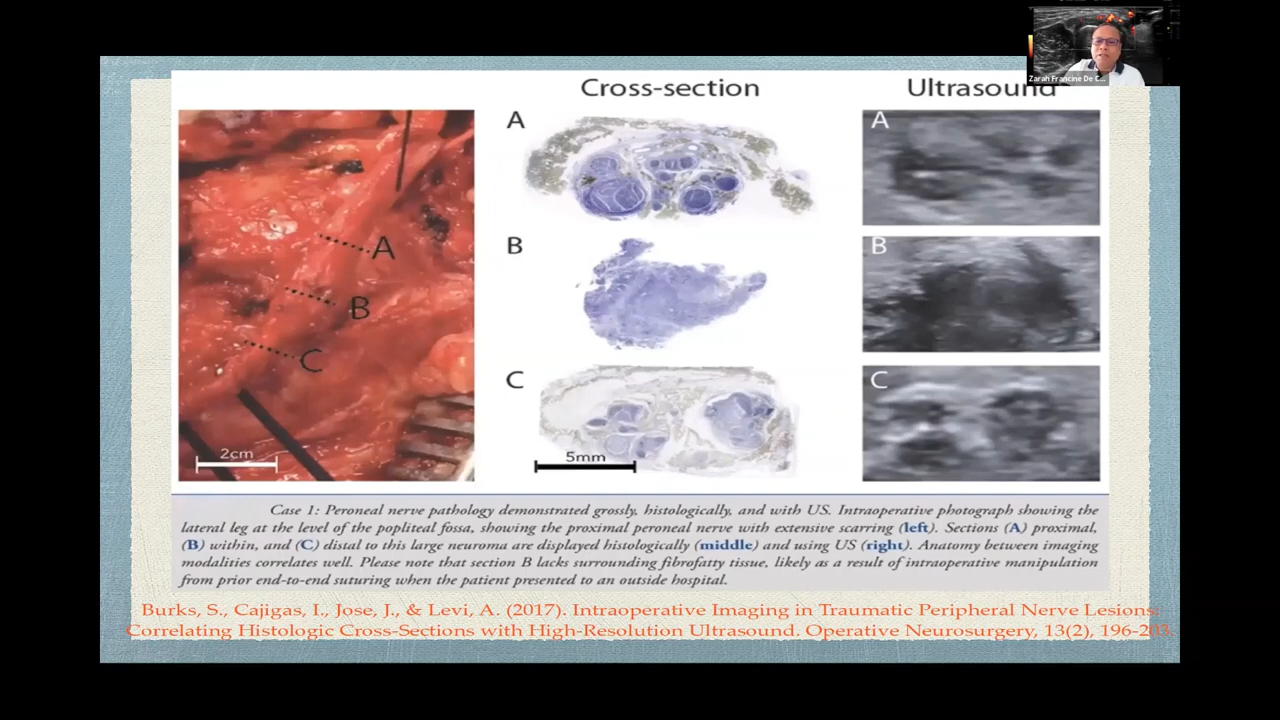 Zarah Francine De C...
Cross-section
Ultrasound
A
B
C
2cm
A
B
C
5mm
A
B
C
Case 1: Peroneal nerve pathology demonstrated grossly, histologically, and with US. Intraoperative photograph showing the
lateral leg at the level of the popliteal fossa, showing the proximal peroneal nerve with extensive scarring (left). Sections (A) proximal,
(B) within, and (C) distal to this large neuroma are displayed histologically (middle) and using US (right). Anatomy between imaging
modalities correlates well. Please note that section B lacks surrounding fibrofatty tissue, likely as a result of intraoperative manipulation
from prior end-to-end suturing when the patient presented to an outside hospital.
Burks, S., Cajigas, I., Jose, J., & Levi, A. (2017). Intraoperative Imaging in Traumatic Peripheral Nerve Lesions:
Correlating Histologic Cross-Sections with High-Resolution Ultrasound. Operative Neurosurgery, 13(2), 196-203.